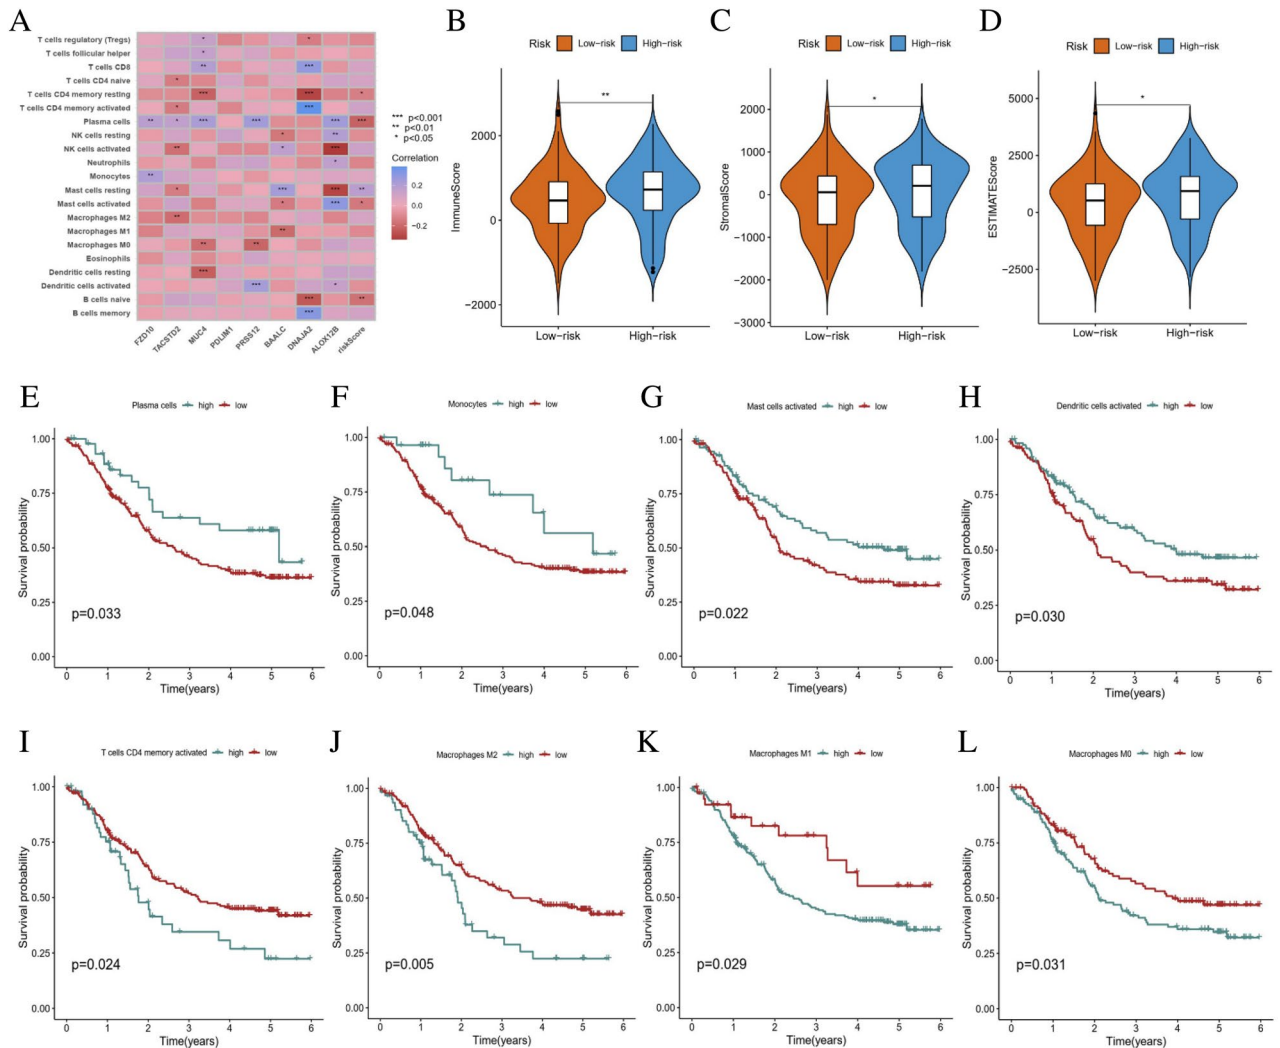 A
T cells regulatory (Tregs)
T cells follicular helper
T cells CD8
T cells CD4 naive
T cells CD4 memory resting
T cells CD4 memory activated
Plasma cells
NK cells resting
NK cells activated
Neutrophils
Monocytes
Mast cells resting
Mast cells activated
Macrophages M2
Macrophages M1
Macrophages M0
Eosinophils
Dendritic cells resting
Dendritic cells activated
B cells naive
B cells memory
FZD10
TACSTD2
MUC4
PDLIM1
PRSS12
BAALC
DNAJA2
ALOX12B
riskScore
*** p<0.001
** p<0.01
* p<0.05
Correlation
0.2
0.0
−0.2
B
Risk Low−risk High−risk
**
ImmuneScore
2000
0
−2000
Low−risk High−risk
C
Risk Low−risk High−risk
*
StromalScore
2000
1000
0
−1000
−2000
−3000
Low−risk High−risk
D
Risk Low−risk High−risk
*
ESTIMATEScore
5000
2500
0
−2500
Low−risk High−risk
E
Plasma cells high low
Survival probability
1.00
0.75
0.50
0.25
0.00
p=0.033
0 1 2 3 4 5 6
Time(years)
F
Monocytes high low
Survival probability
1.00
0.75
0.50
0.25
0.00
p=0.048
0 1 2 3 4 5 6
Time(years)
G
Mast cells activated high low
Survival probability
1.00
0.75
0.50
0.25
0.00
p=0.022
0 1 2 3 4 5 6
Time(years)
H
Dendritic cells activated high low
Survival probability
1.00
0.75
0.50
0.25
0.00
p=0.030
0 1 2 3 4 5 6
Time(years)
I
T cells CD4 memory activated high low
Survival probability
1.00
0.75
0.50
0.25
0.00
p=0.024
0 1 2 3 4 5 6
Time(years)
J
Macrophages M2 high low
Survival probability
1.00
0.75
0.50
0.25
0.00
p=0.005
0 1 2 3 4 5 6
Time(years)
K
Macrophages M1 high low
Survival probability
1.00
0.75
0.50
0.25
0.00
p=0.029
0 1 2 3 4 5 6
Time(years)
L
Macrophages M0 high low
Survival probability
1.00
0.75
0.50
0.25
0.00
p=0.031
0 1 2 3 4 5 6
Time(years)